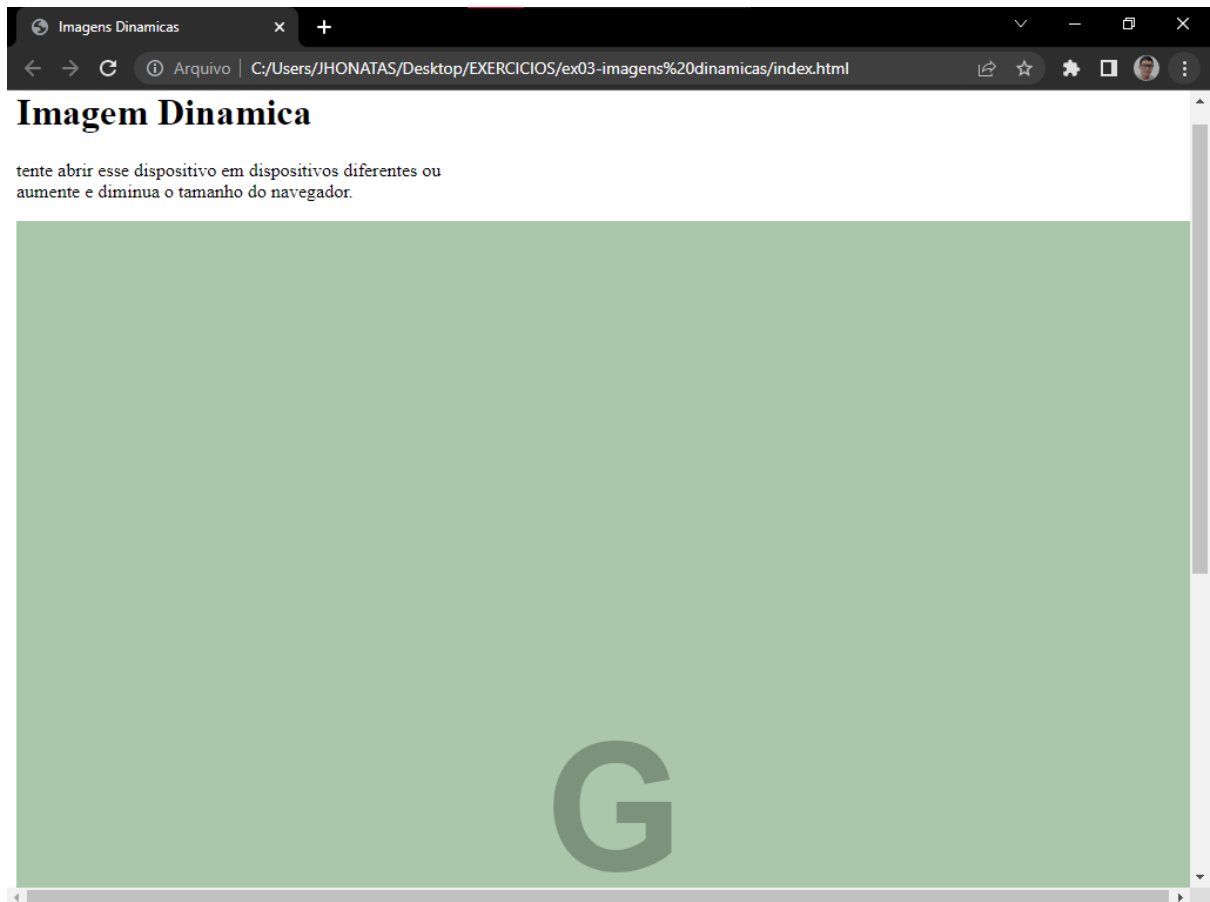 Imagens Dinamicas
Arquivo | C:/Users/JHONATAS/Desktop/EXERCICIOS/ex03-imagens%20dinamicas/index.html
Imagem Dinamica
tente abrir esse dispositivo em dispositivos diferentes ou
aumente e diminua o tamanho do navegador.
G